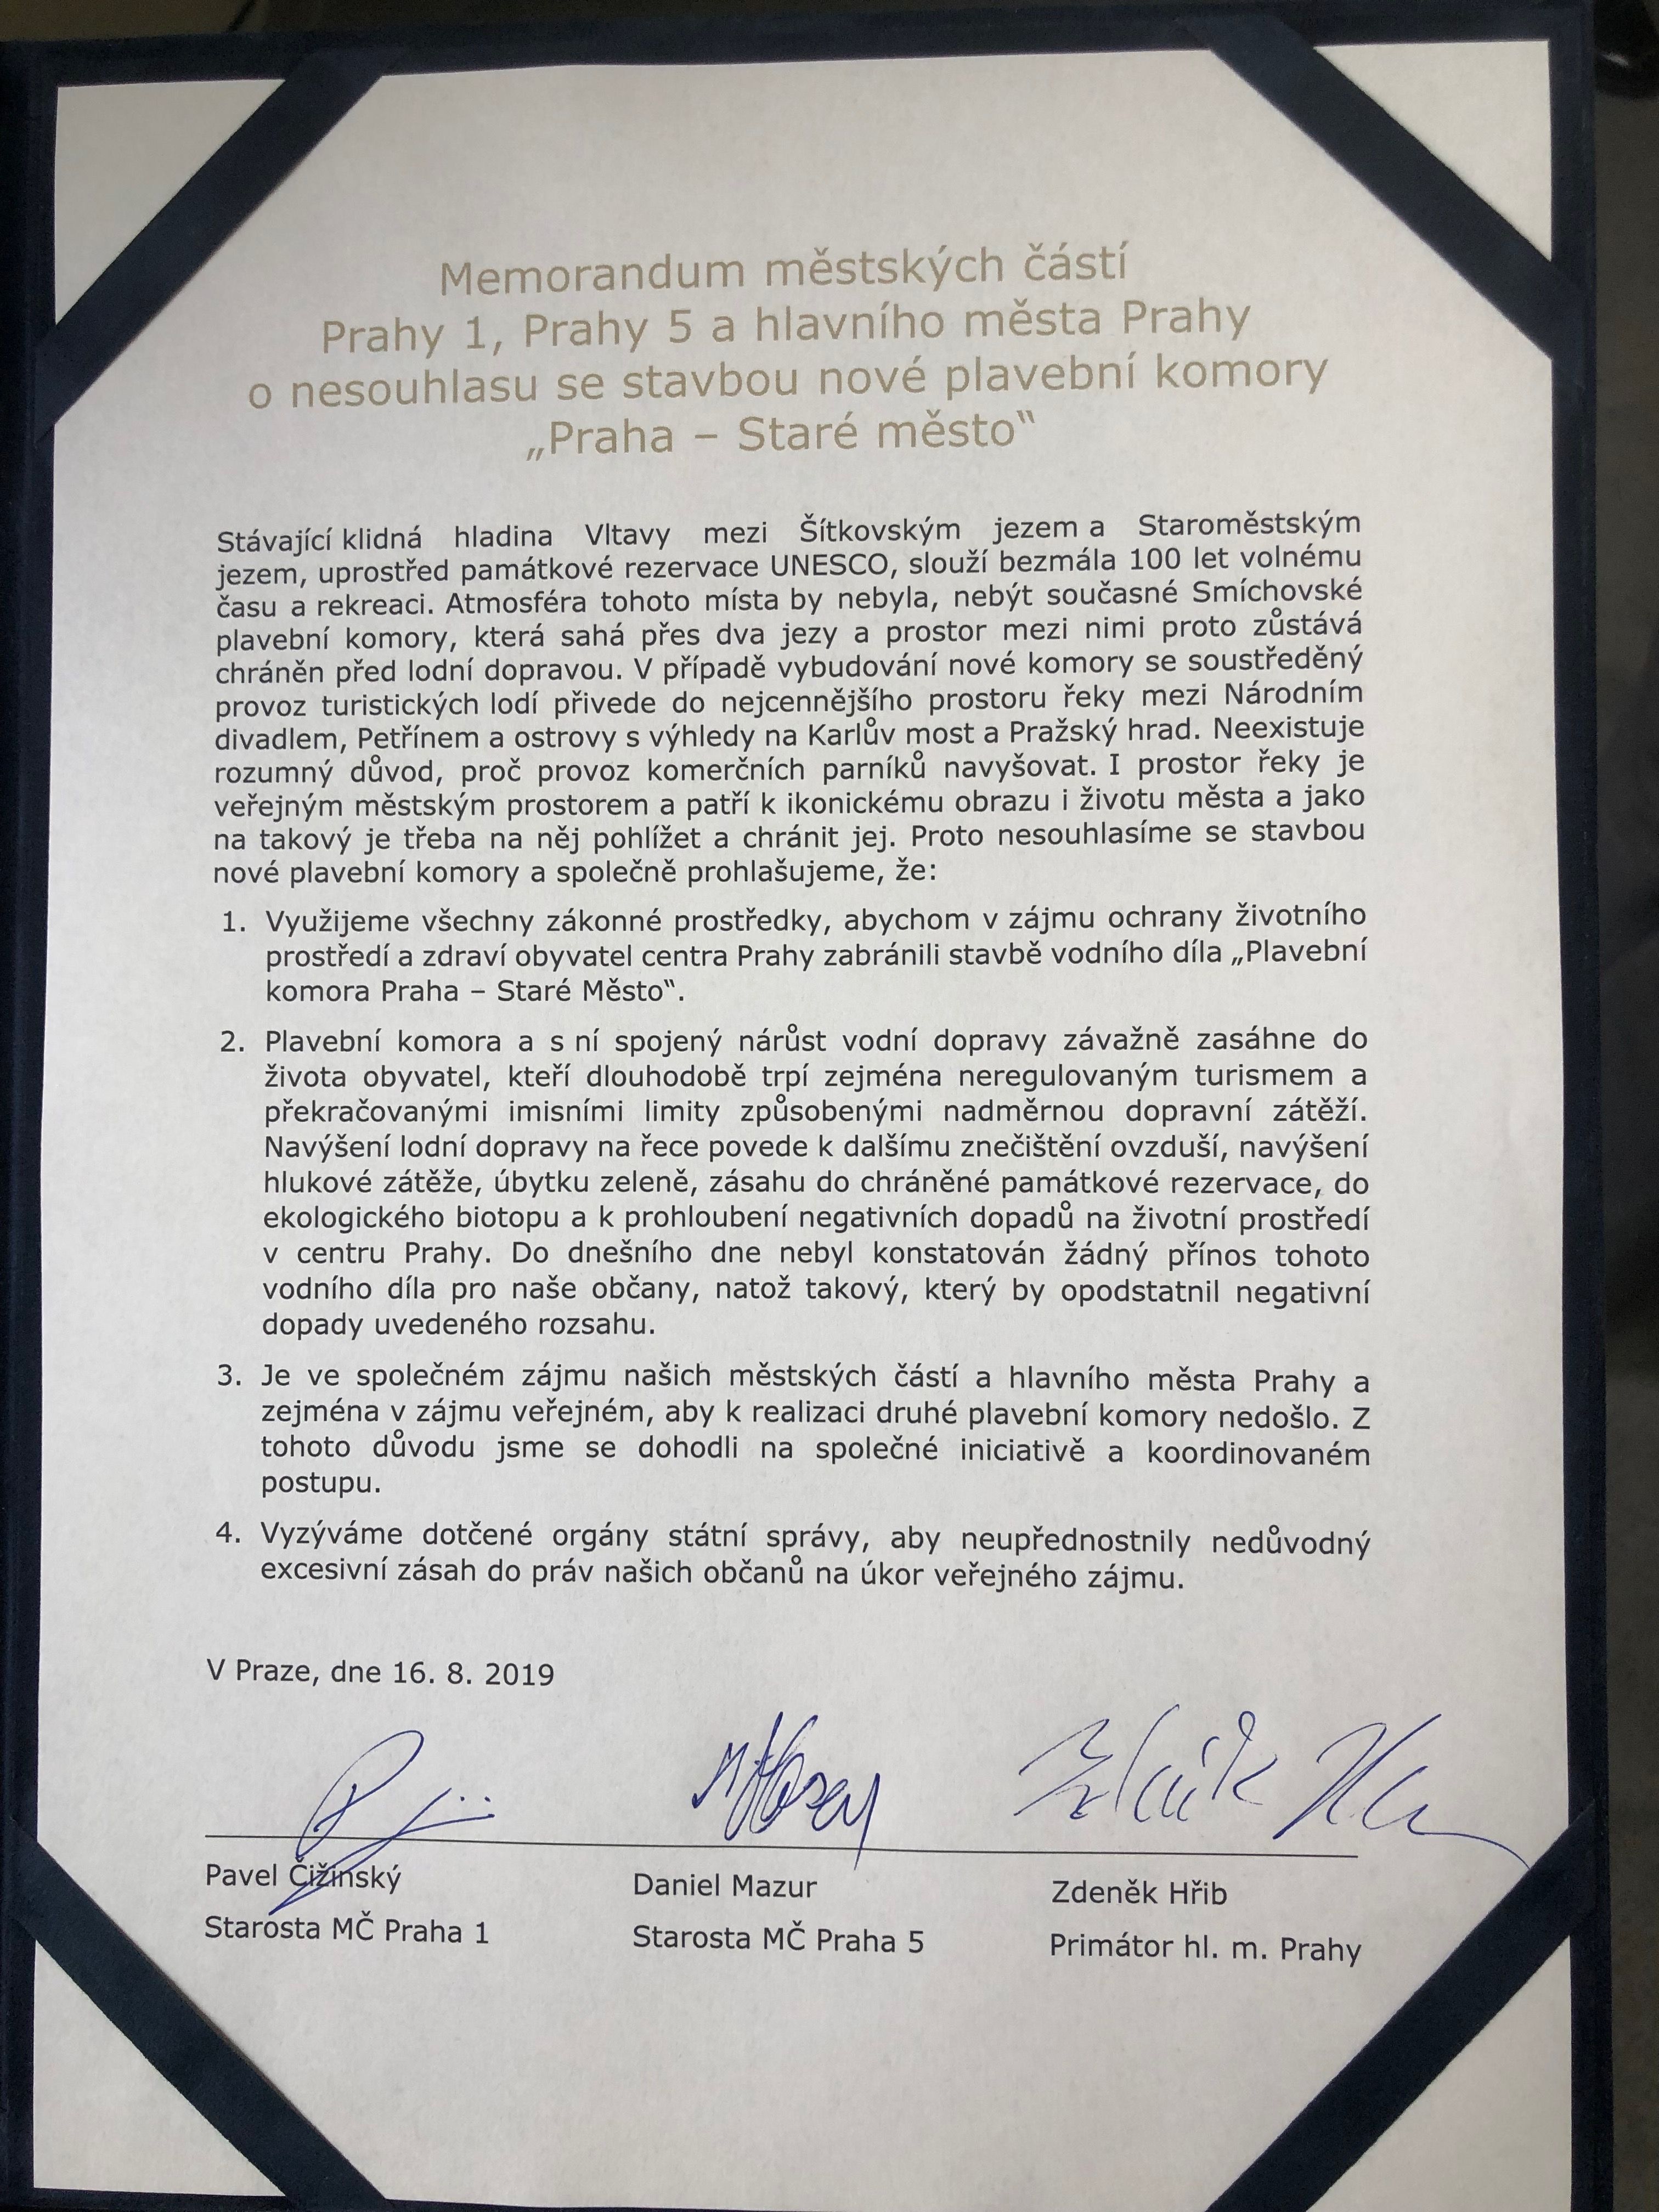 Memorandum městských částí
Prahy 1, Prahy 5 a hlavního města Prahy
o nesouhlasu se stavbou nové plavební komory
„Praha – Staré město“
Stávající klidná hladina Vltavy mezi Šítkovským jezem a Staroměstským
jezem, uprostřed památkové rezervace UNESCO, slouží bezmála 100 let volnému
času a rekreaci. Atmosféra tohoto místa by nebyla, nebýt současné Smíchovské
plavební komory, která sahá přes dva jezy a prostor mezi nimi proto zůstává
chráněn před lodní dopravou. V případě vybudování nové komory se soustředěný
provoz turistických lodí přivede do nejcennějšího prostoru řeky mezi Národním
divadlem, Petřínem a ostrovy s výhledy na Karlův most a Pražský hrad. Neexistuje
rozumný důvod, proč provoz komerčních parníků navyšovat. I prostor řeky je
veřejným městským prostorem a patří k ikonickému obrazu i životu města a jako
na takový je třeba na něj pohlížet a chránit jej. Proto nesouhlasíme se stavbou
nové plavební komory a společně prohlašujeme, že:
1. Využijeme všechny zákonné prostředky, abychom v zájmu ochrany životního
prostředí a zdraví obyvatel centra Prahy zabránili stavbě vodního díla „Plavební
komora Praha – Staré Město“.
2. Plavební komora a s ní spojený nárůst vodní dopravy závažně zasáhne do
života obyvatel, kteří dlouhodobě trpí zejména neregulovaným turismem a
překračovanými imisními limity způsobenými nadměrnou dopravní zátěží.
Navýšení lodní dopravy na řece povede k dalšímu znečištění ovzduší, navýšení
hlukové zátěže, úbytku zeleně, zásahu do chráněné památkové rezervace, do
ekologického biotopu a k prohloubení negativních dopadů na životní prostředí
v centru Prahy. Do dnešního dne nebyl konstatován žádný přínos tohoto
vodního díla pro naše občany, natož takový, který by opodstatnil negativní
dopady uvedeného rozsahu.
3. Je ve společném zájmu našich městských částí a hlavního města Prahy a
zejména v zájmu veřejném, aby k realizaci druhé plavební komory nedošlo. Z
tohoto důvodu jsme se dohodli na společné iniciativě a koordinovaném
postupu.
4. Vyzýváme dotčené orgány státní správy, aby neupřednostnily nedůvodný
excesivní zásah do práv našich občanů na úkor veřejného zájmu.
V Praze, dne 16. 8. 2019
Pavel Čižinský Daniel Mazur Zdeněk Hřib
Starosta MČ Praha 1 Starosta MČ Praha 5 Primátor hl. m. Prahy